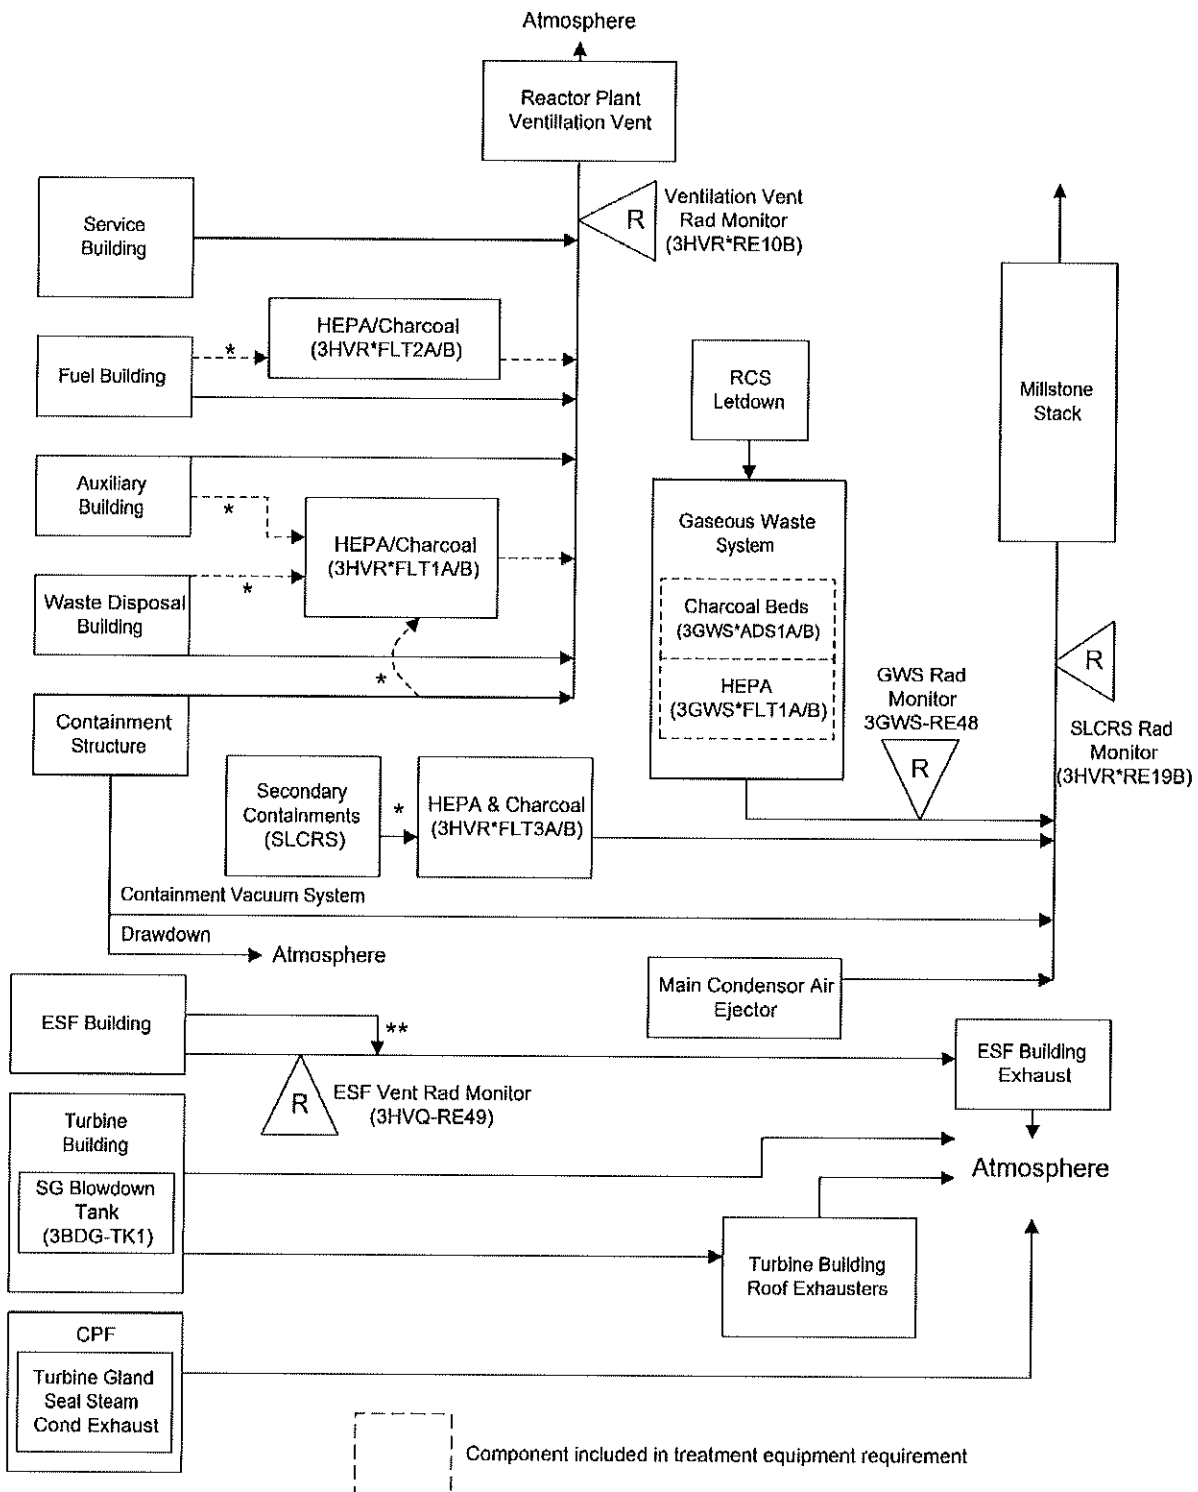 Atmosphere
Reactor Plant
Ventillation Vent
R
Ventilation Vent
Rad Monitor
(3HVR*RE10B)
Service
Building
HEPA/Charcoal
(3HVR*FLT2A/B)
*
Fuel Building
RCS
Letdown
Millstone
Stack
Auxiliary
Building
*
HEPA/Charcoal
(3HVR*FLT1A/B)
Gaseous Waste
System
Waste Disposal
Building
*
*
Charcoal Beds
(3GWS*ADS1A/B)
HEPA
(3GWS*FLT1A/B)
R
GWS Rad
Monitor
3GWS-RE48
R
SLCRS Rad
Monitor
(3HVR*RE19B)
Containment
Structure
Secondary
Containments
(SLCRS)
*
HEPA & Charcoal
(3HVR*FLT3A/B)
Containment Vacuum System
Drawdown
Atmosphere
Main Condensor Air
Ejector
ESF Building
**
R
ESF Vent Rad Monitor
(3HVQ-RE49)
ESF Building
Exhaust
Turbine
Building
SG Blowdown
Tank
(3BDG-TK1)
Atmosphere
Turbine Building
Roof Exhausters
CPF
Turbine Gland
Seal Steam
Cond Exhaust
Component included in treatment equipment requirement